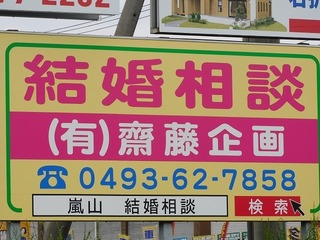 結婚相談
(有)齋藤企画
☎0493-62-7858
嵐山 結婚相談 検索